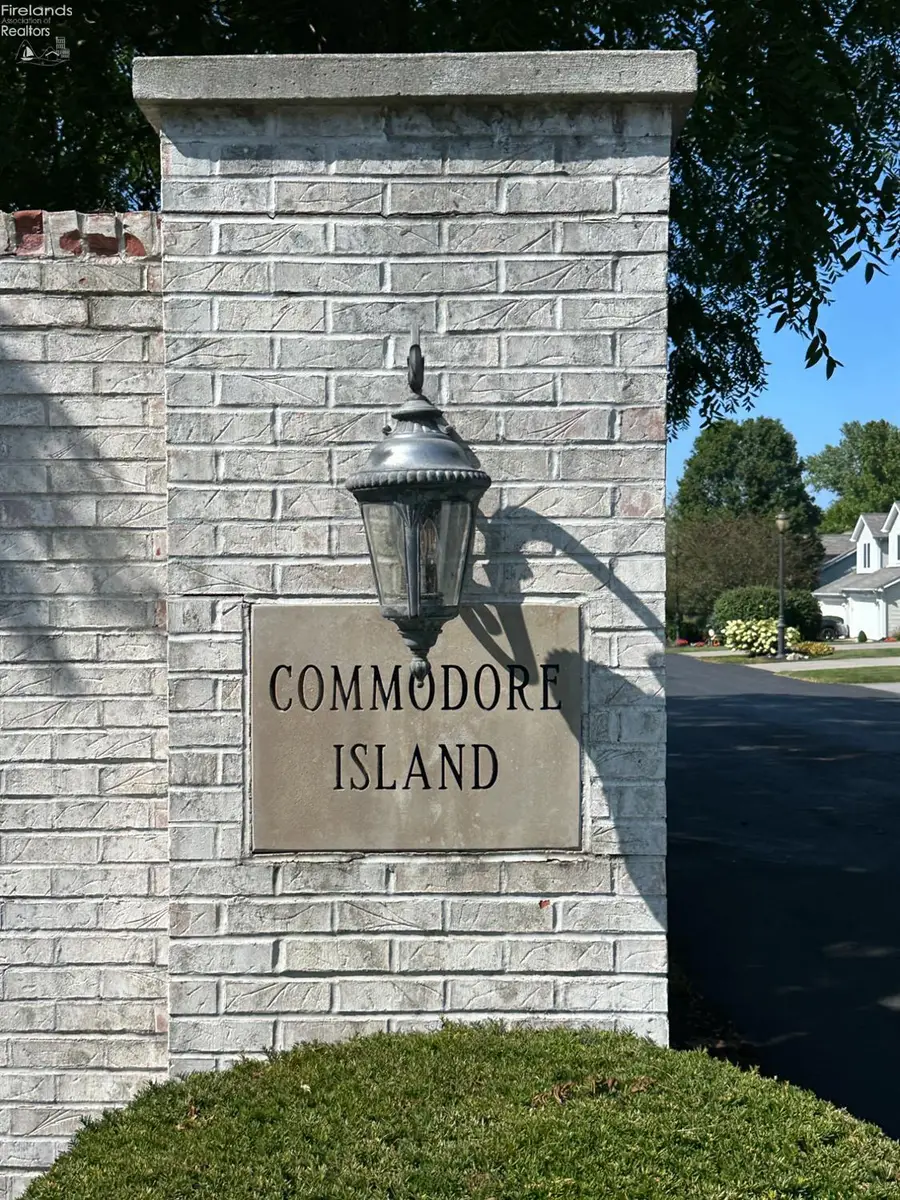 Firelands
Association of
Realtors
COMMODORE
ISLAND